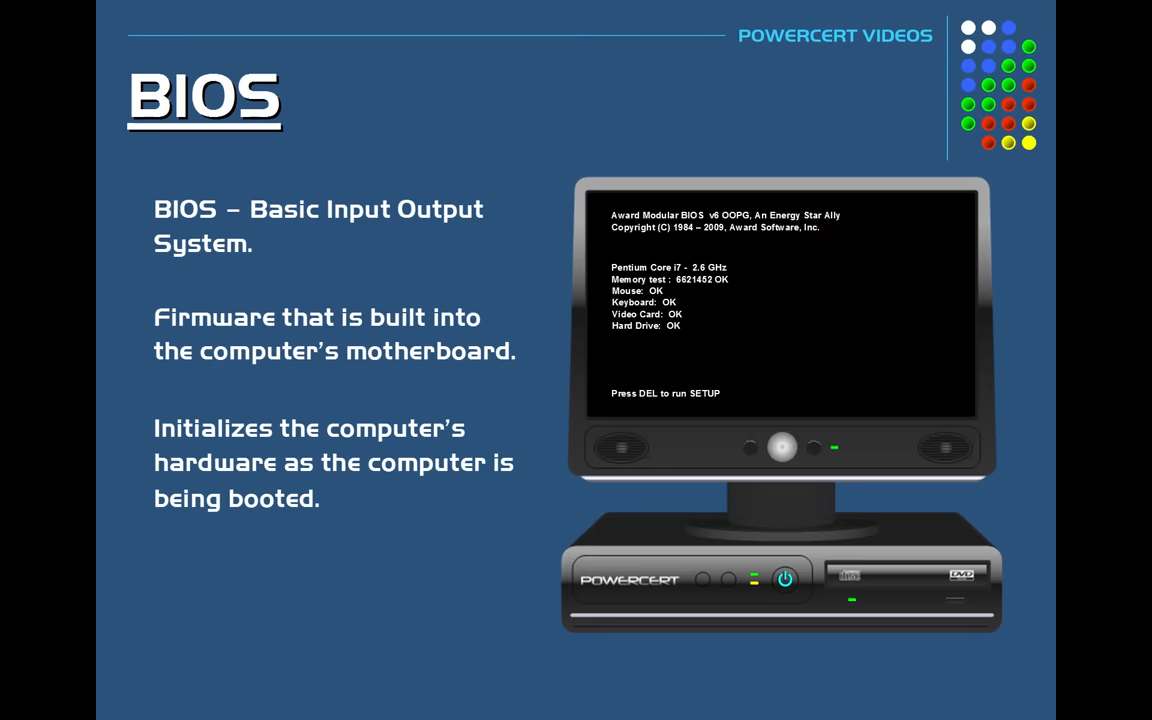 POWERCERT VIDEOS
BIOS
BIOS – Basic Input Output
System.
Firmware that is built into
the computer's motherboard.
Initializes the computer's
hardware as the computer is
being booted.
Award Modular BIOS v6 OOPG, An Energy Star Ally
Copyright (C) 1984 – 2009, Award Software, Inc.
Pentium Core i7 - 2.6 GHz
Memory test : 6621452 OK
Mouse: OK
Keyboard: OK
Video Card: OK
Hard Drive: OK
Press DEL to run SETUP
POWERCERT
DVD